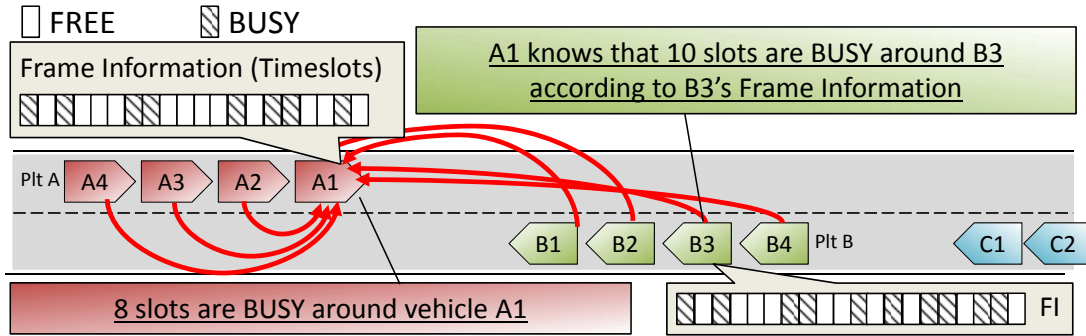 FREE BUSY
Frame Information (Timeslots)
A1 knows that 10 slots are BUSY around B3
according to B3's Frame Information
Plt A A4 A3 A2 A1
B1 B2 B3 B4 Plt B C1 C2
8 slots are BUSY around vehicle A1
FI